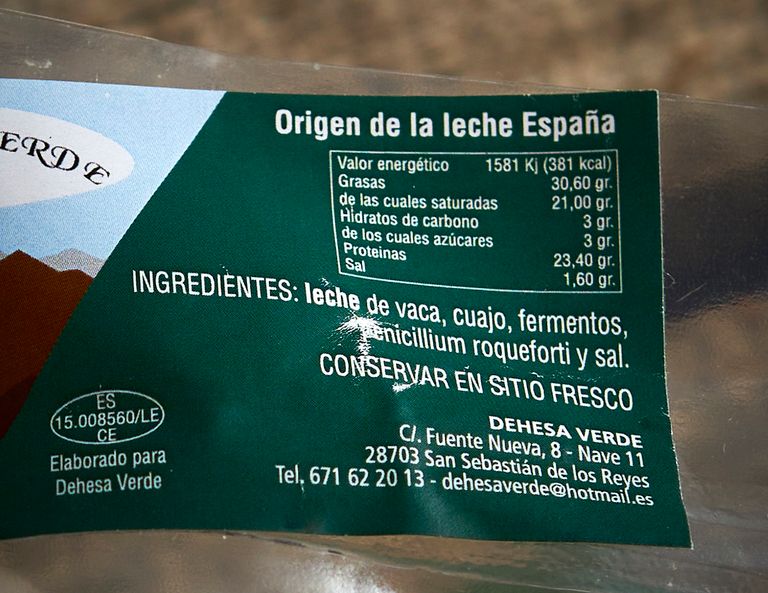 ERDE
Origen de la leche España
Valor energético 1581 Kj (381 kcal)
Grasas 30,60 gr.
de las cuales saturadas 21,00 gr.
Hidratos de carbono 3 gr.
de los cuales azúcares 3 gr.
Proteinas 23,40 gr.
Sal 1,60 gr.
INGREDIENTES: leche de vaca, cuajo, fermentos,
penicillium roqueforti y sal.
CONSERVAR EN SITIO FRESCO
ES
15.008560/LE
CE
Elaborado para
Dehesa Verde
DEHESA VERDE
C/. Fuente Nueva, 8 - Nave 11
28703 San Sebastián de los Reyes
Tel. 671 62 20 13 - dehesaverde@hotmail.es